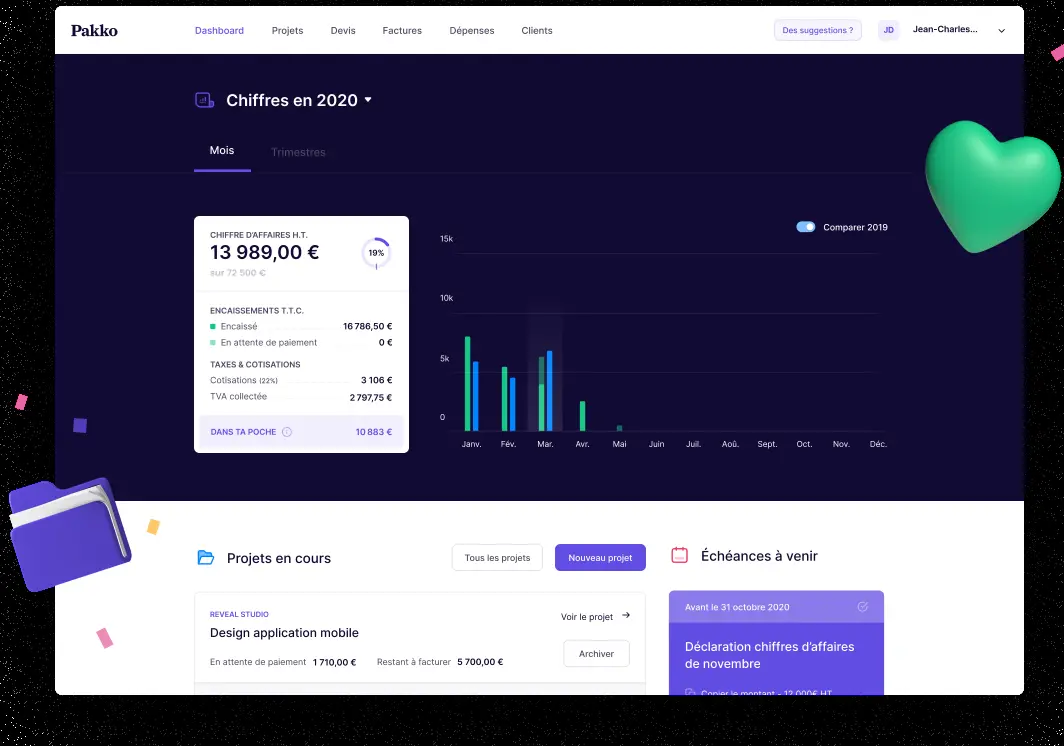 Pakko
Dashboard Projets Devis Factures Dépenses Clients
Des suggestions ? JD Jean-Charles...
Chiffres en 2020
Mois Trimestres
CHIFFRE D'AFFAIRES H.T.
13 989,00 €
sur 72 500 €
19%
ENCAISSEMENTS T.T.C.
Encaissé 16 786,50 €
En attente de paiement 0 €
TAXES & COTISATIONS
Cotisations (22%) 3 106 €
TVA collectée 2 797,75 €
DANS TA POCHE 10 883 €
Comparer 2019
15k
10k
5k
0
Janv. Fév. Mar. Avr. Mai Juin Juil. Aoû. Sept. Oct. Nov. Déc.
Projets en cours
Tous les projets Nouveau projet
REVEAL STUDIO
Design application mobile
Voir le projet
En attente de paiement 1 710,00 € Restant à facturer 5 700,00 €
Archiver
Échéances à venir
Avant le 31 octobre 2020
Déclaration chiffres d'affaires
de novembre
Copier le montant - 12 000€ HT